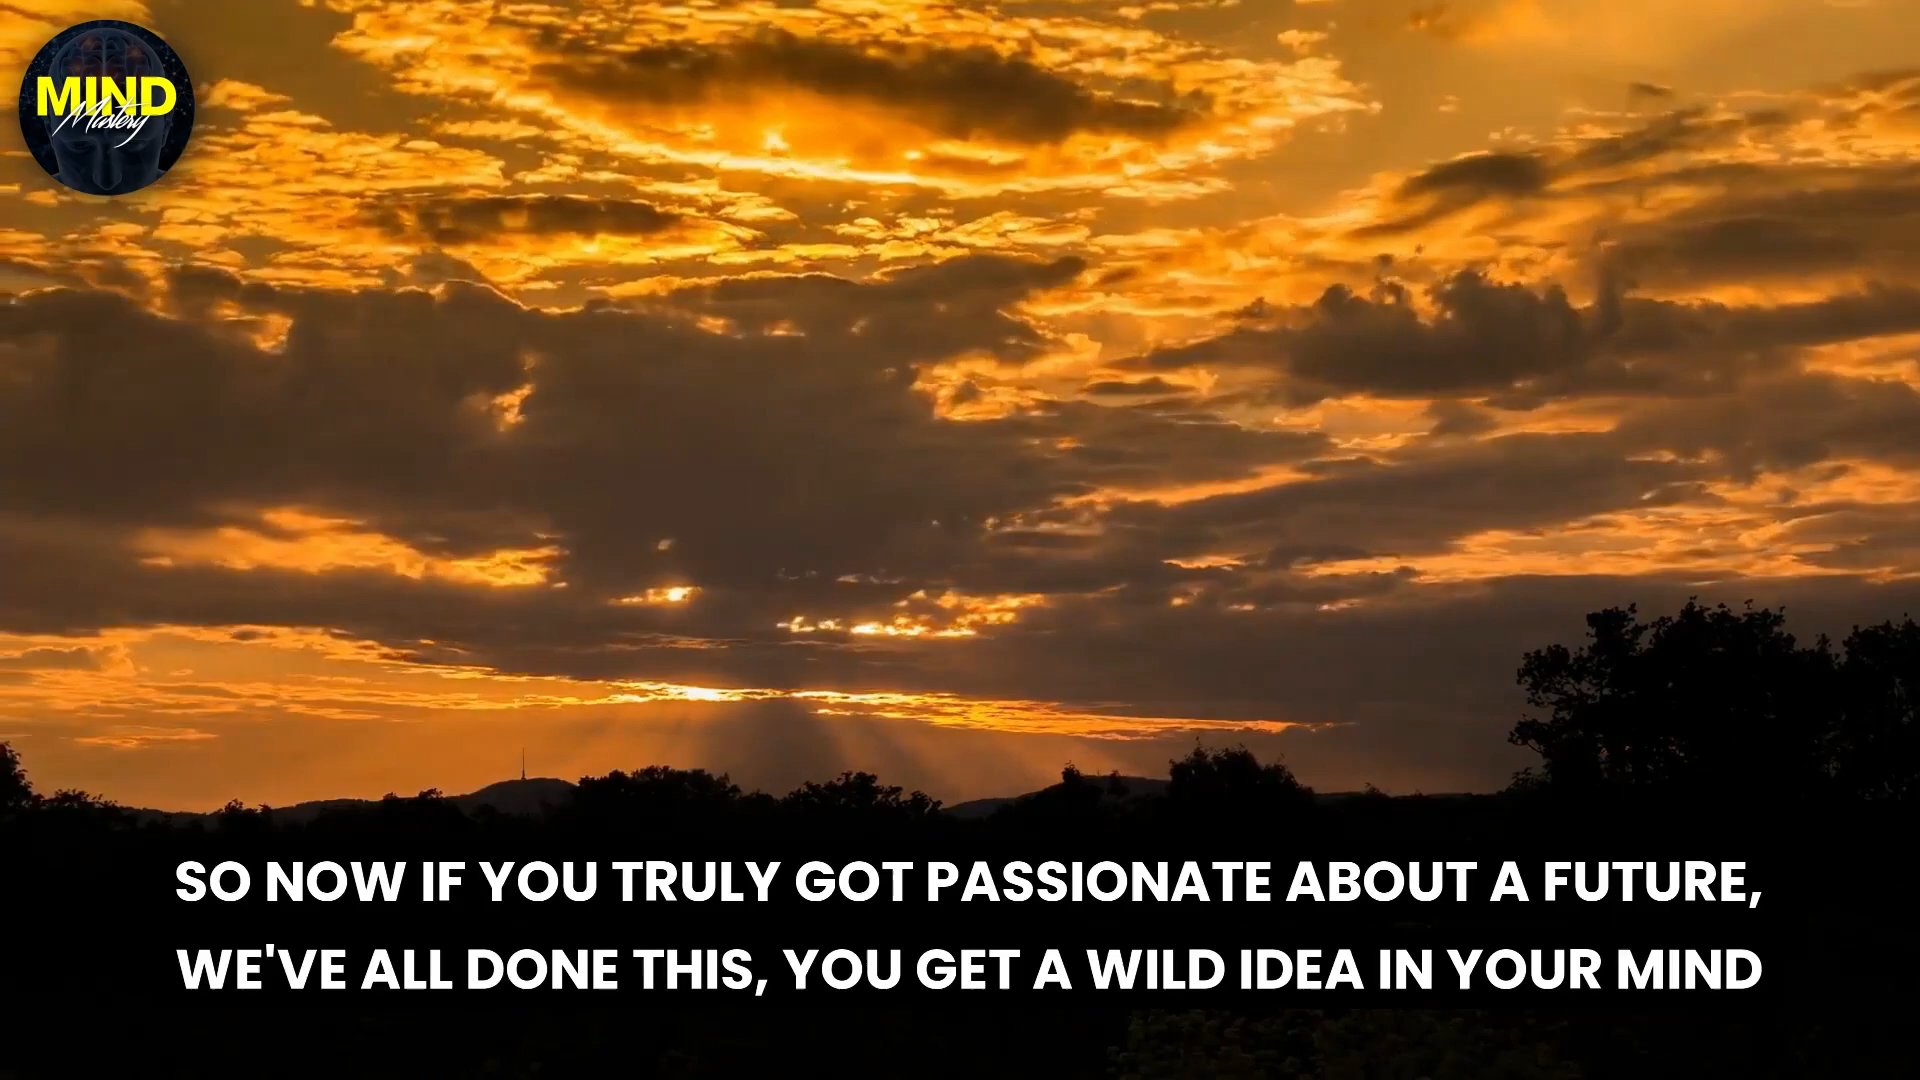 MIND
Mastery
SO NOW IF YOU TRULY GOT PASSIONATE ABOUT A FUTURE,
WE'VE ALL DONE THIS, YOU GET A WILD IDEA IN YOUR MIND